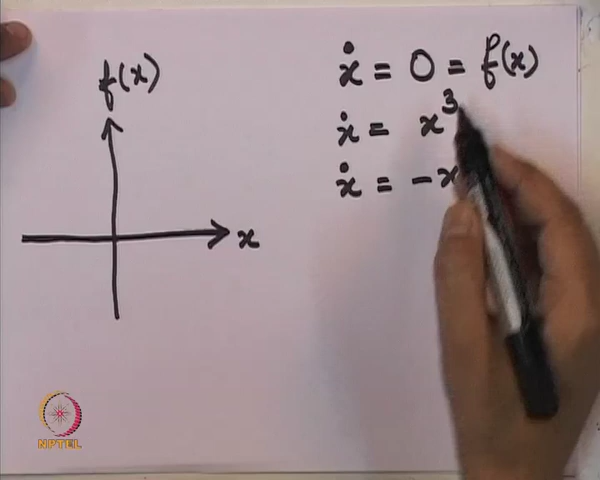 f(x)
x
ẋ = 0 = f(x)
ẋ = x³
ẋ = -x
NPTEL